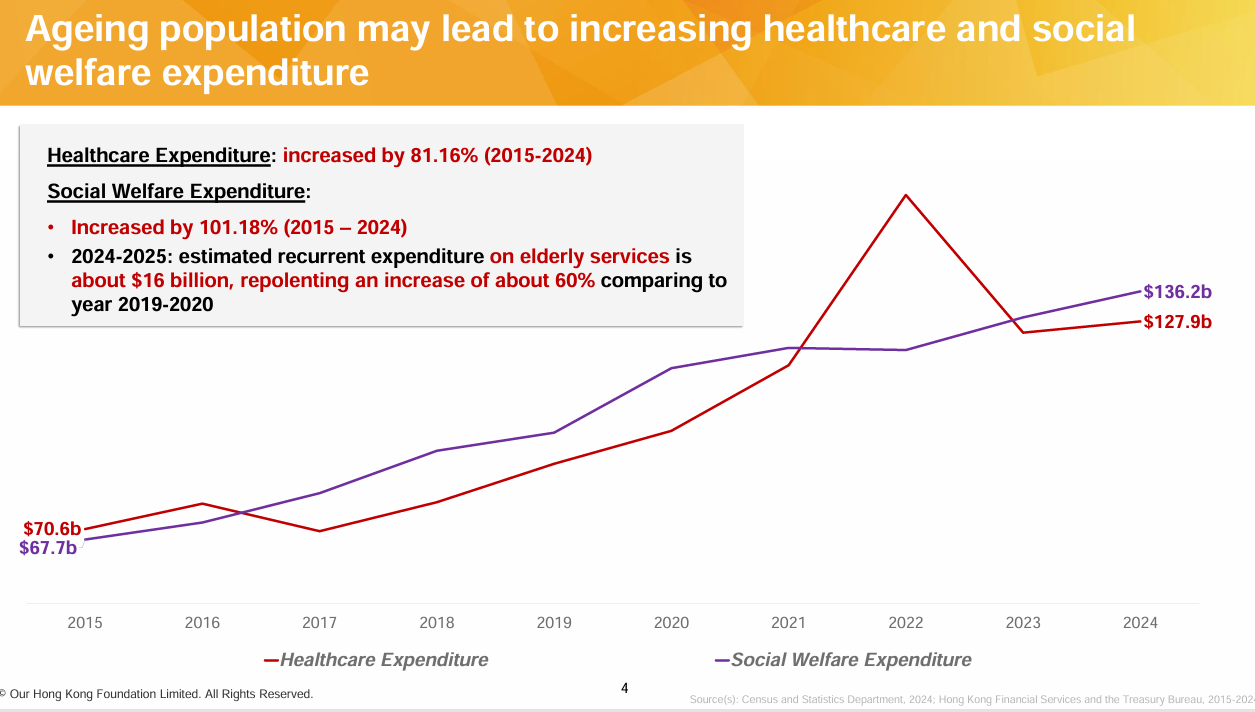 Ageing population may lead to increasing healthcare and social
welfare expenditure
Healthcare Expenditure: increased by 81.16% (2015-2024)
Social Welfare Expenditure:
• Increased by 101.18% (2015 – 2024)
• 2024-2025: estimated recurrent expenditure on elderly services is
about $16 billion, repolenting an increase of about 60% comparing to
year 2019-2020
$136.2b
$127.9b
$70.6b
$67.7b
2015 2016 2017 2018 2019 2020 2021 2022 2023 2024
Healthcare Expenditure Social Welfare Expenditure
© Our Hong Kong Foundation Limited. All Rights Reserved.
4
Source(s): Census and Statistics Department, 2024; Hong Kong Financial Services and the Treasury Bureau, 2015-202